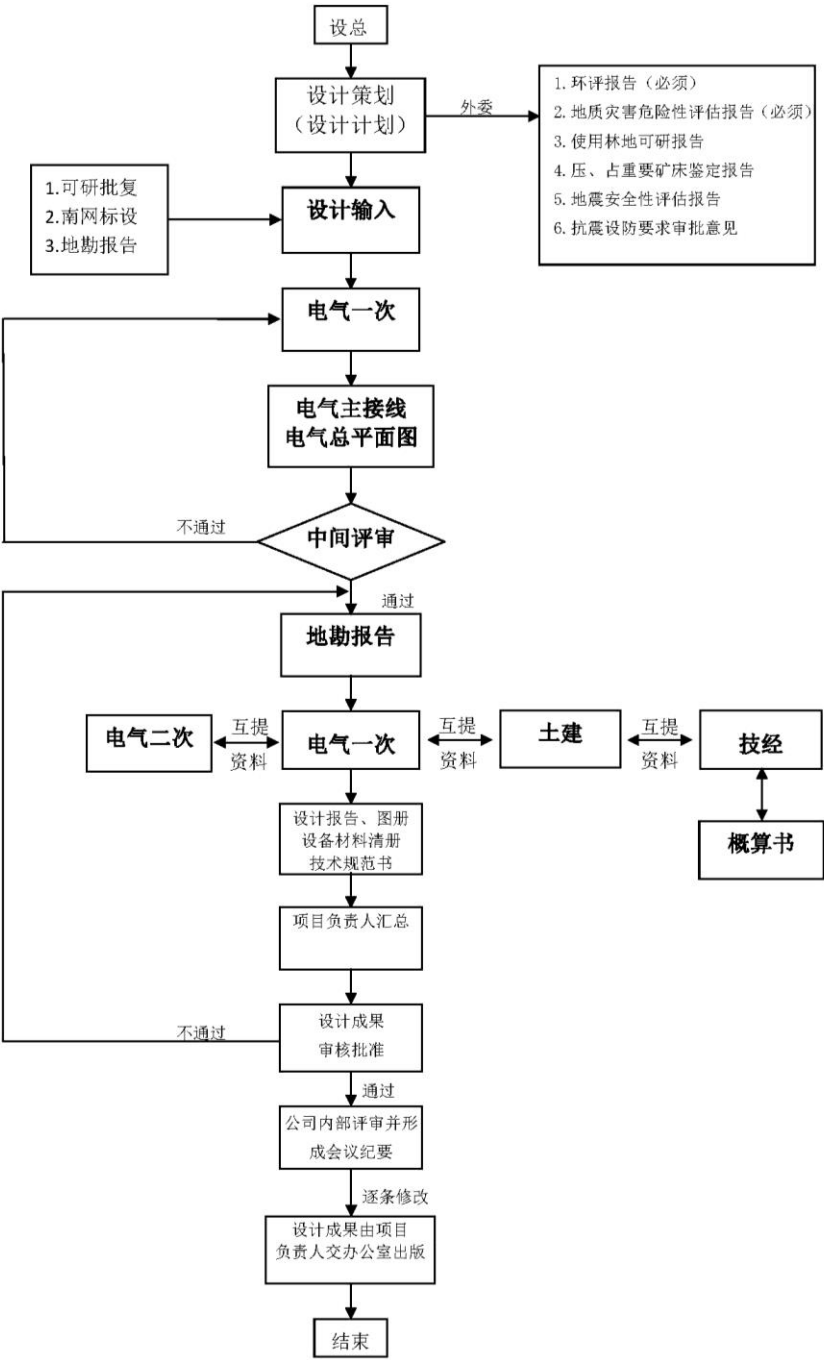 设总
设计策划
（设计计划）
外委
1. 环评报告（必须）
2. 地质灾害危险性评估报告（必须）
3. 使用林地可研报告
4. 压、占重要矿床鉴定报告
5. 地震安全性评估报告
6. 抗震设防要求审批意见
1.可研批复
2.南网标设
3.地勘报告
设计输入
电气一次
电气主接线
电气总平面图
不通过
中间评审
通过
地勘报告
电气二次
互提
资料
电气一次
互提
资料
土建
互提
资料
技经
概算书
设计报告、图册
设备材料清册
技术规范书
项目负责人汇总
不通过
设计成果
审核批准
通过
公司内部评审并形
成会议纪要
逐条修改
设计成果由项目
负责人交办公室出版
结束